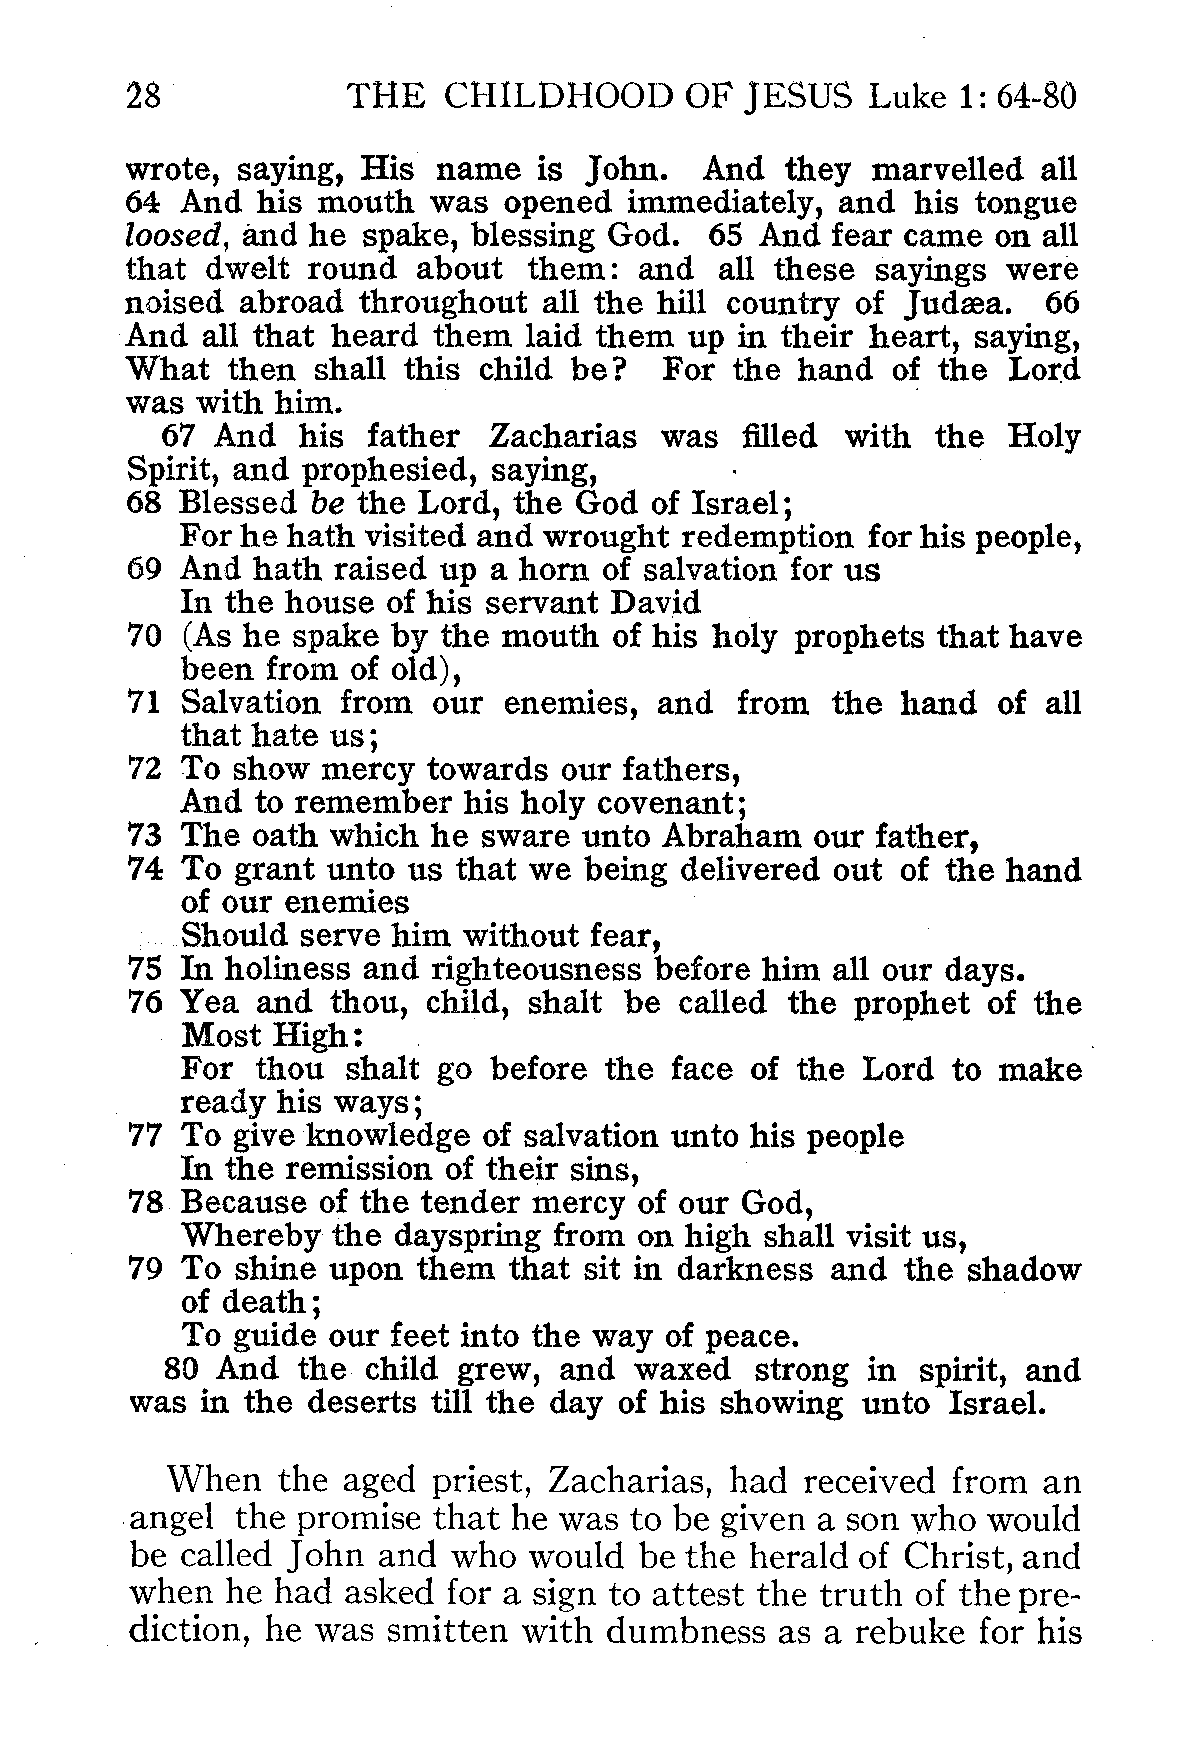 28 THE CHILDHOOD OF JESUS Luke 1: 64-80
wrote, saying, His name is John. And they marvelled all
64 And his mouth was opened immediately, and his tongue
loosed, and he spake, blessing God. 65 And fear came on all
that dwelt round about them: and all these sayings were
noised abroad throughout all the hill country of Judæa. 66
And all that heard them laid them up in their heart, saying,
What then shall this child be? For the hand of the Lord
was with him.
67 And his father Zacharias was filled with the Holy
Spirit, and prophesied, saying,
68 Blessed be the Lord, the God of Israel;
For he hath visited and wrought redemption for his people,
69 And hath raised up a horn of salvation for us
In the house of his servant David
70 (As he spake by the mouth of his holy prophets that have
been from of old),
71 Salvation from our enemies, and from the hand of all
that hate us;
72 To show mercy towards our fathers,
And to remember his holy covenant;
73 The oath which he sware unto Abraham our father,
74 To grant unto us that we being delivered out of the hand
of our enemies
Should serve him without fear,
75 In holiness and righteousness before him all our days.
76 Yea and thou, child, shalt be called the prophet of the
Most High:
For thou shalt go before the face of the Lord to make
ready his ways;
77 To give knowledge of salvation unto his people
In the remission of their sins,
78 Because of the tender mercy of our God,
Whereby the dayspring from on high shall visit us,
79 To shine upon them that sit in darkness and the shadow
of death;
To guide our feet into the way of peace.
80 And the child grew, and waxed strong in spirit, and
was in the deserts till the day of his showing unto Israel.
When the aged priest, Zacharias, had received from an
angel the promise that he was to be given a son who would
be called John and who would be the herald of Christ, and
when he had asked for a sign to attest the truth of the pre-
diction, he was smitten with dumbness as a rebuke for his